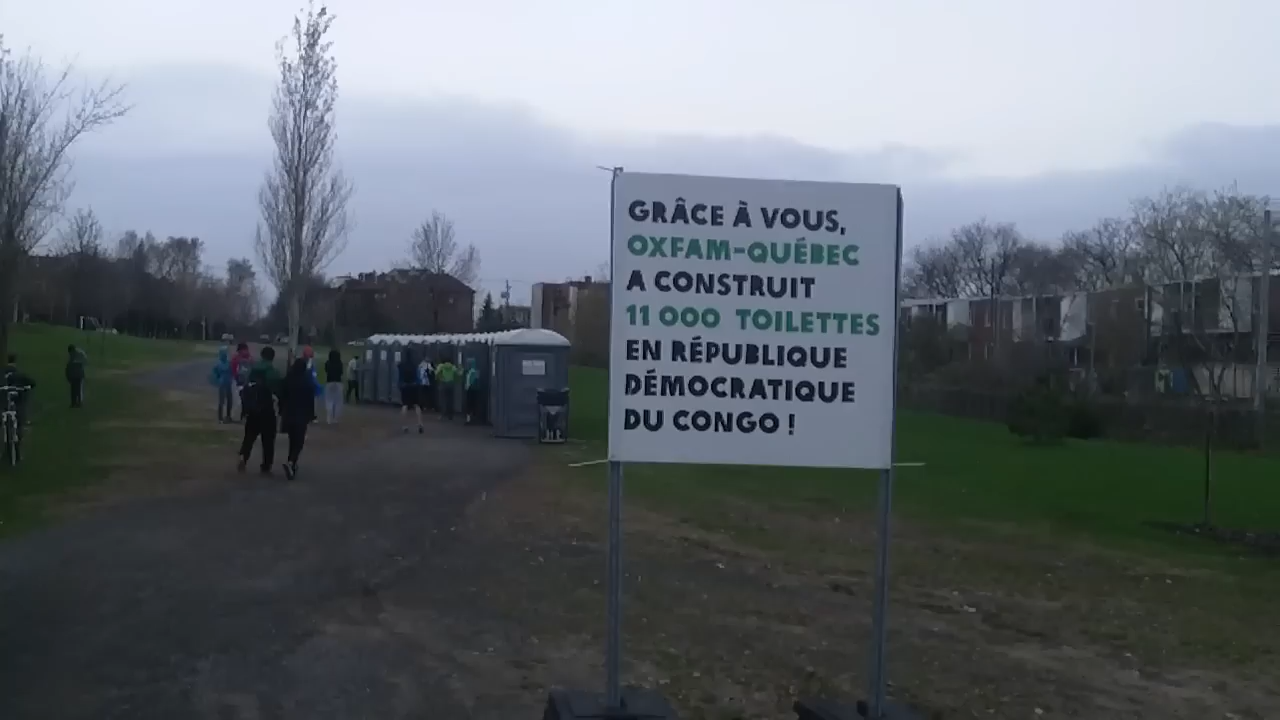 GRÂCE À VOUS,
OXFAM-QUÉBEC
A CONSTRUIT
11 000 TOILETTES
EN RÉPUBLIQUE
DÉMOCRATIQUE
DU CONGO !